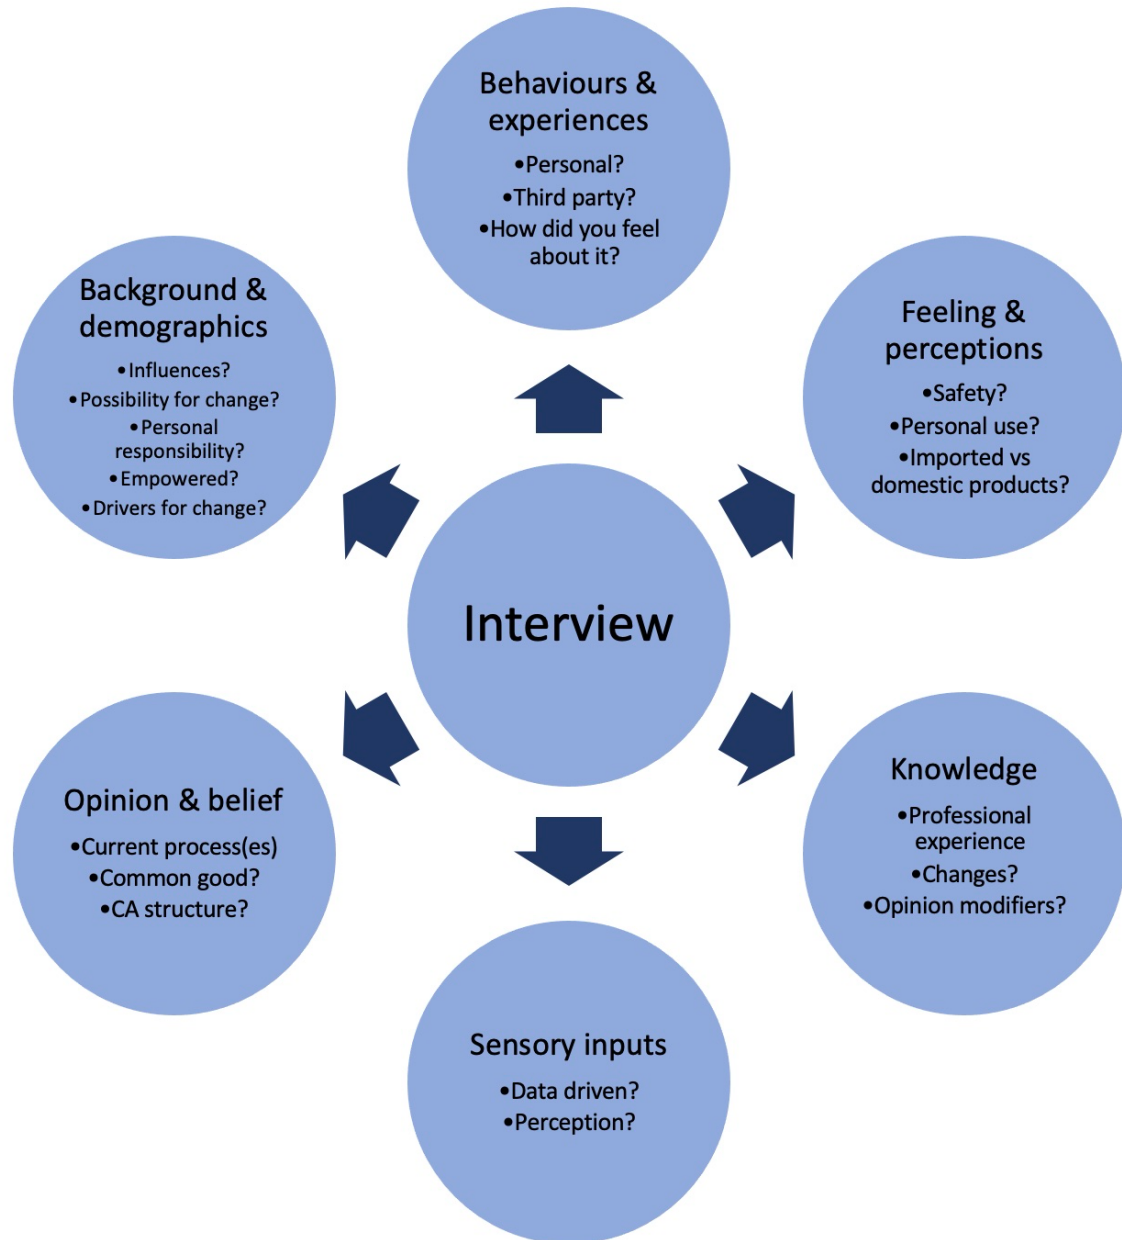 Behaviours &
experiences
•Personal?
•Third party?
•How did you feel
about it?
Feeling &
perceptions
•Safety?
•Personal use?
•Imported vs
domestic products?
Knowledge
•Professional
experience
•Changes?
•Opinion modifiers?
Sensory inputs
•Data driven?
•Perception?
Opinion & belief
•Current process(es)
•Common good?
•CA structure?
Background &
demographics
•Influences?
•Possibility for change?
•Personal
responsibility?
•Empowered?
•Drivers for change?
Interview